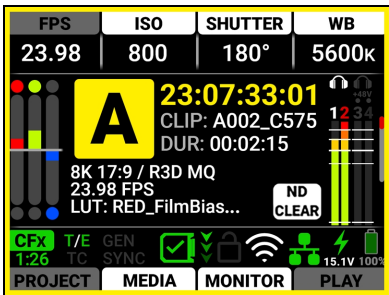 FPS ISO SHUTTER WB
23.98 800 180° 5600K
A
23:07:33:01
CLIP: A002_C575
DUR: 00:02:15
+48V
1 2 3 4
8K 17:9 / R3D MQ
23.98 FPS
LUT: RED_FilmBias...
ND
CLEAR
CFx T/E GEN
1:26 TC SYNC
15.1V 100%
PROJECT MEDIA MONITOR PLAY